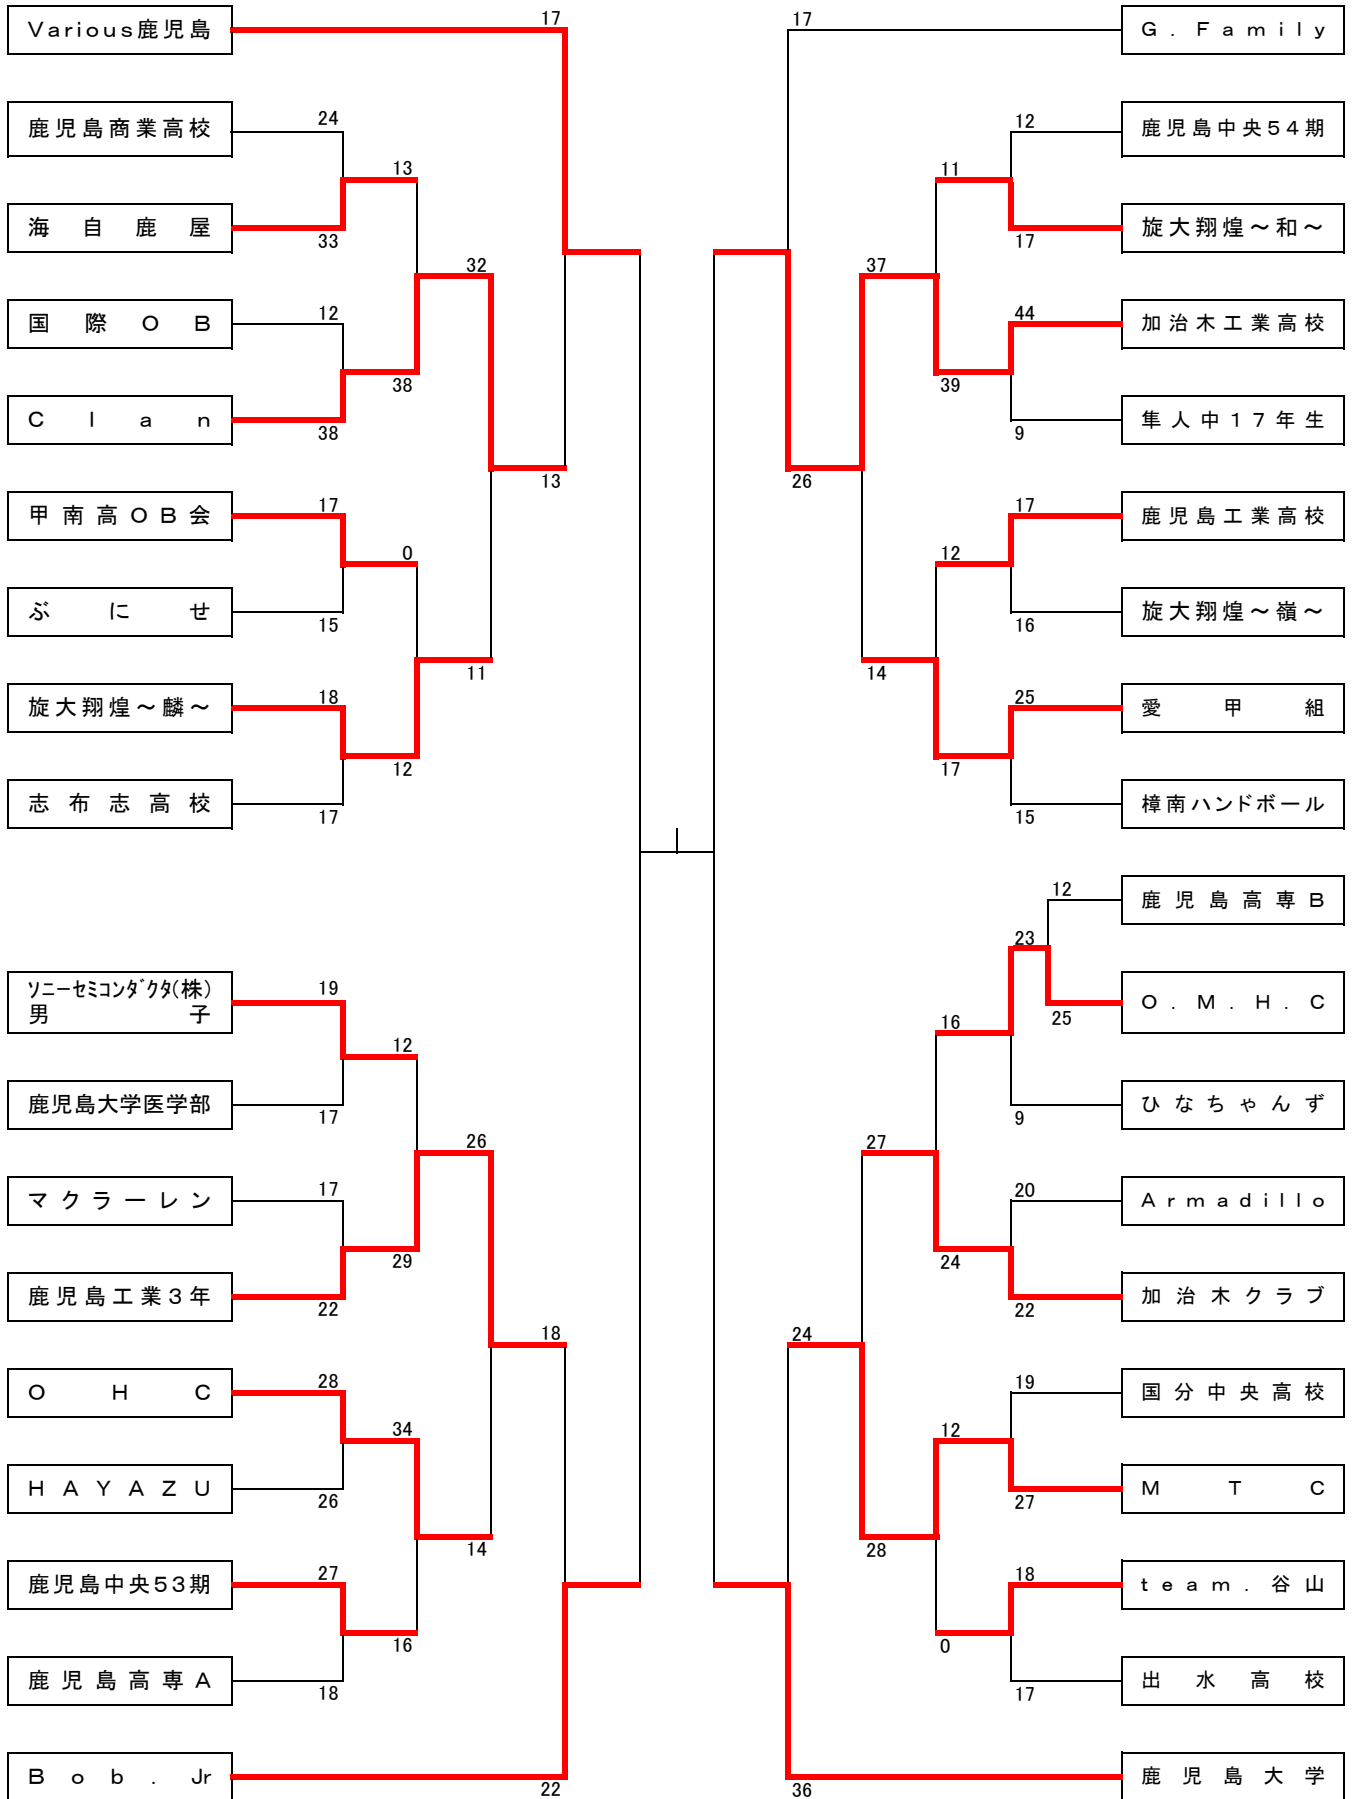 Various鹿児島
17
17
G.Family
鹿児島商業高校
24
12
鹿児島中央54期
13
11
海自鹿屋
33
17
旋大翔煌～和～
32
37
国際OB
12
44
加治木工業高校
38
39
Clan
38
9
隼人中17年生
13
26
甲南高OB会
17
17
鹿児島工業高校
0
12
ぶにせ
15
16
旋大翔煌～嶺～
11
14
旋大翔煌～麟～
18
25
愛甲組
12
17
志布志高校
17
15
樟南ハンドボール
12
鹿児島高専B
23
ソニーセミコンダクタ(株)
男子
19
16
25
O.M.H.C
12
鹿児島大学医学部
17
9
ひなちゃんず
26
27
マクラーレン
17
20
Armadillo
29
24
鹿児島工業3年
22
22
加治木クラブ
18
24
OHC
28
19
国分中央高校
34
12
HAYAZU
26
27
MTC
14
28
鹿児島中央53期
27
18
team.谷山
16
0
鹿児島高専A
18
17
出水高校
Bob.Jr
22
36
鹿児島大学